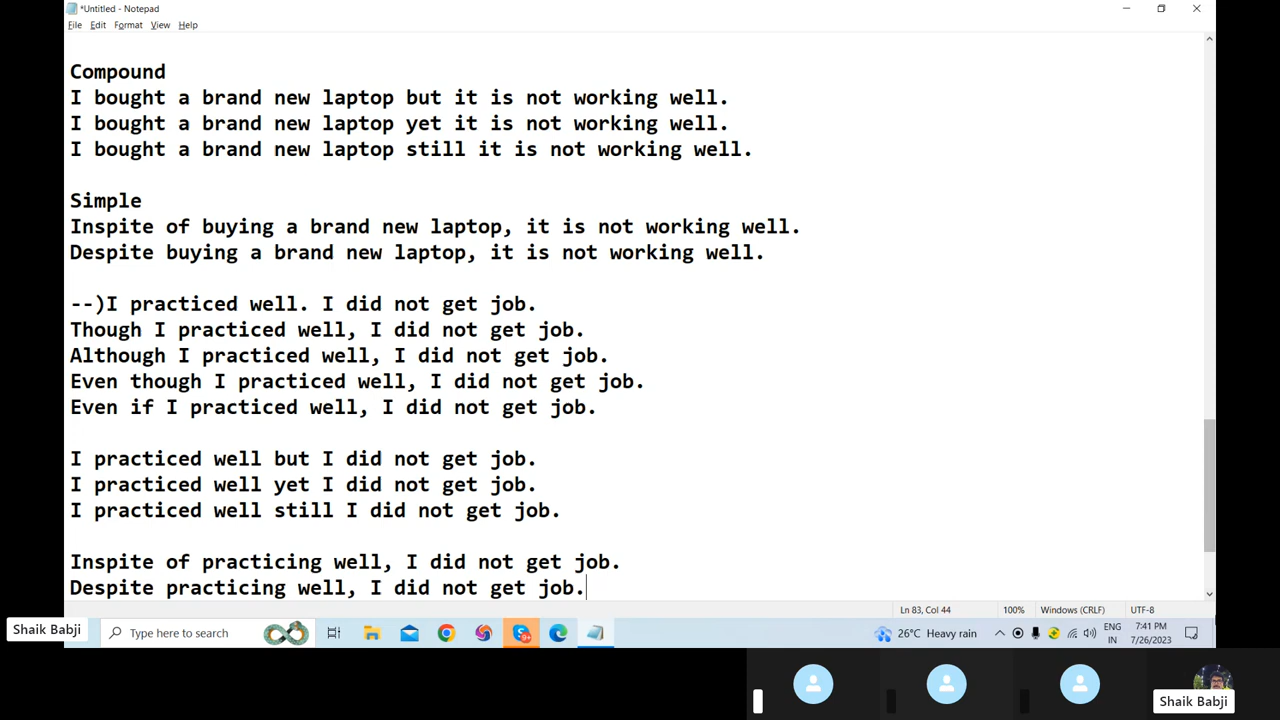 *Untitled - Notepad
File Edit Format View Help
Compound
I bought a brand new laptop but it is not working well.
I bought a brand new laptop yet it is not working well.
I bought a brand new laptop still it is not working well.
Simple
Inspite of buying a brand new laptop, it is not working well.
Despite buying a brand new laptop, it is not working well.
--)I practiced well. I did not get job.
Though I practiced well, I did not get job.
Although I practiced well, I did not get job.
Even though I practiced well, I did not get job.
Even if I practiced well, I did not get job.
I practiced well but I did not get job.
I practiced well yet I did not get job.
I practiced well still I did not get job.
Inspite of practicing well, I did not get job.
Despite practicing well, I did not get job.
Ln 83, Col 44 100% Windows (CRLF) UTF-8
Shaik Babji
Type here to search
26°C Heavy rain
ENG
IN
7:41 PM
7/26/2023
Shaik Babji